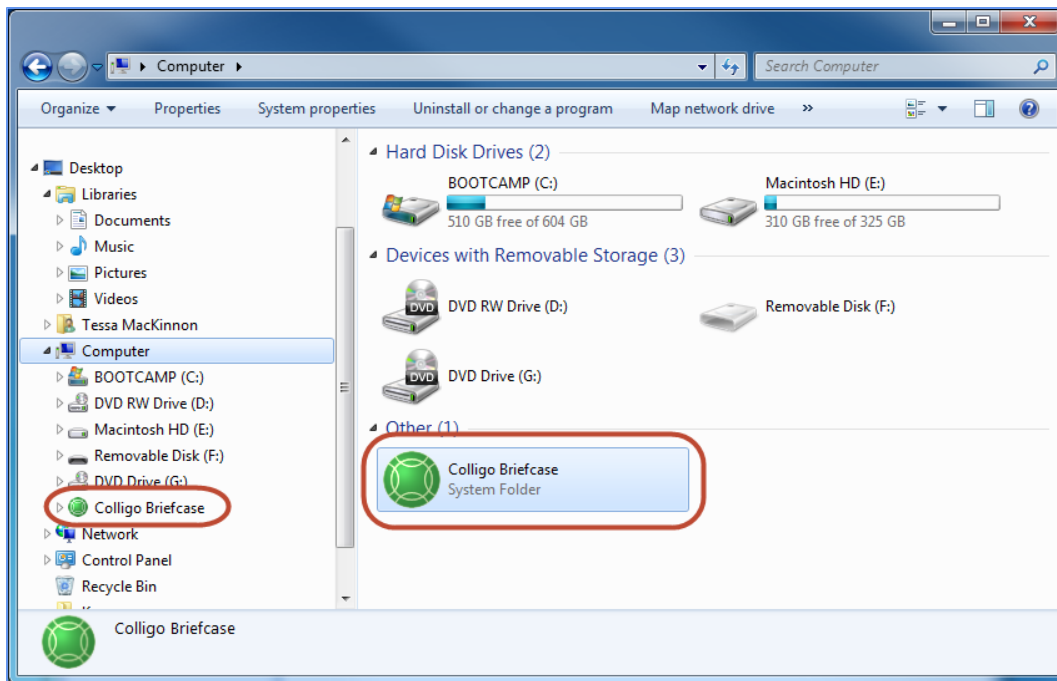 Computer
Search Computer
Organize Properties System properties Uninstall or change a program Map network drive »
Desktop
Libraries
Documents
Music
Pictures
Videos
Tessa MacKinnon
Computer
BOOTCAMP (C:)
DVD RW Drive (D:)
Macintosh HD (E:)
Removable Disk (F:)
DVD Drive (G:)
Colligo Briefcase
Network
Control Panel
Recycle Bin
Hard Disk Drives (2)
BOOTCAMP (C:)
510 GB free of 604 GB
Macintosh HD (E:)
310 GB free of 325 GB
Devices with Removable Storage (3)
DVD RW Drive (D:)
DVD
Removable Disk (F:)
DVD Drive (G:)
DVD
Other (1)
Colligo Briefcase
System Folder
Colligo Briefcase